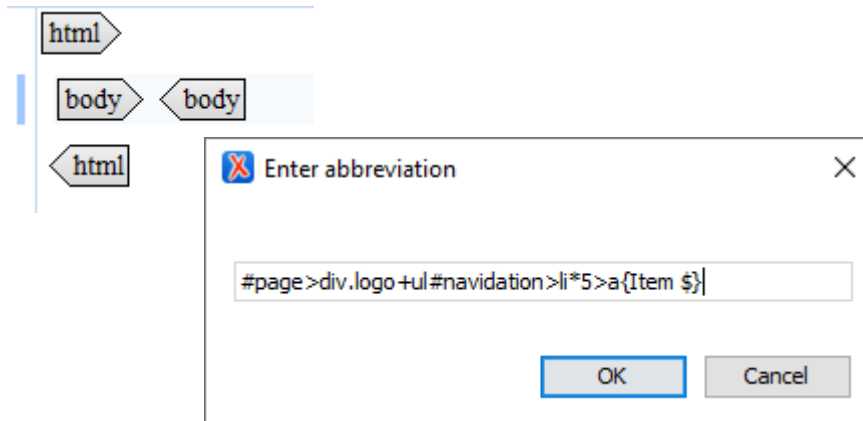 html
body body
html
Enter abbreviation
#page>div.logo+ul#navidation>li*5>a{Item $}
OK Cancel